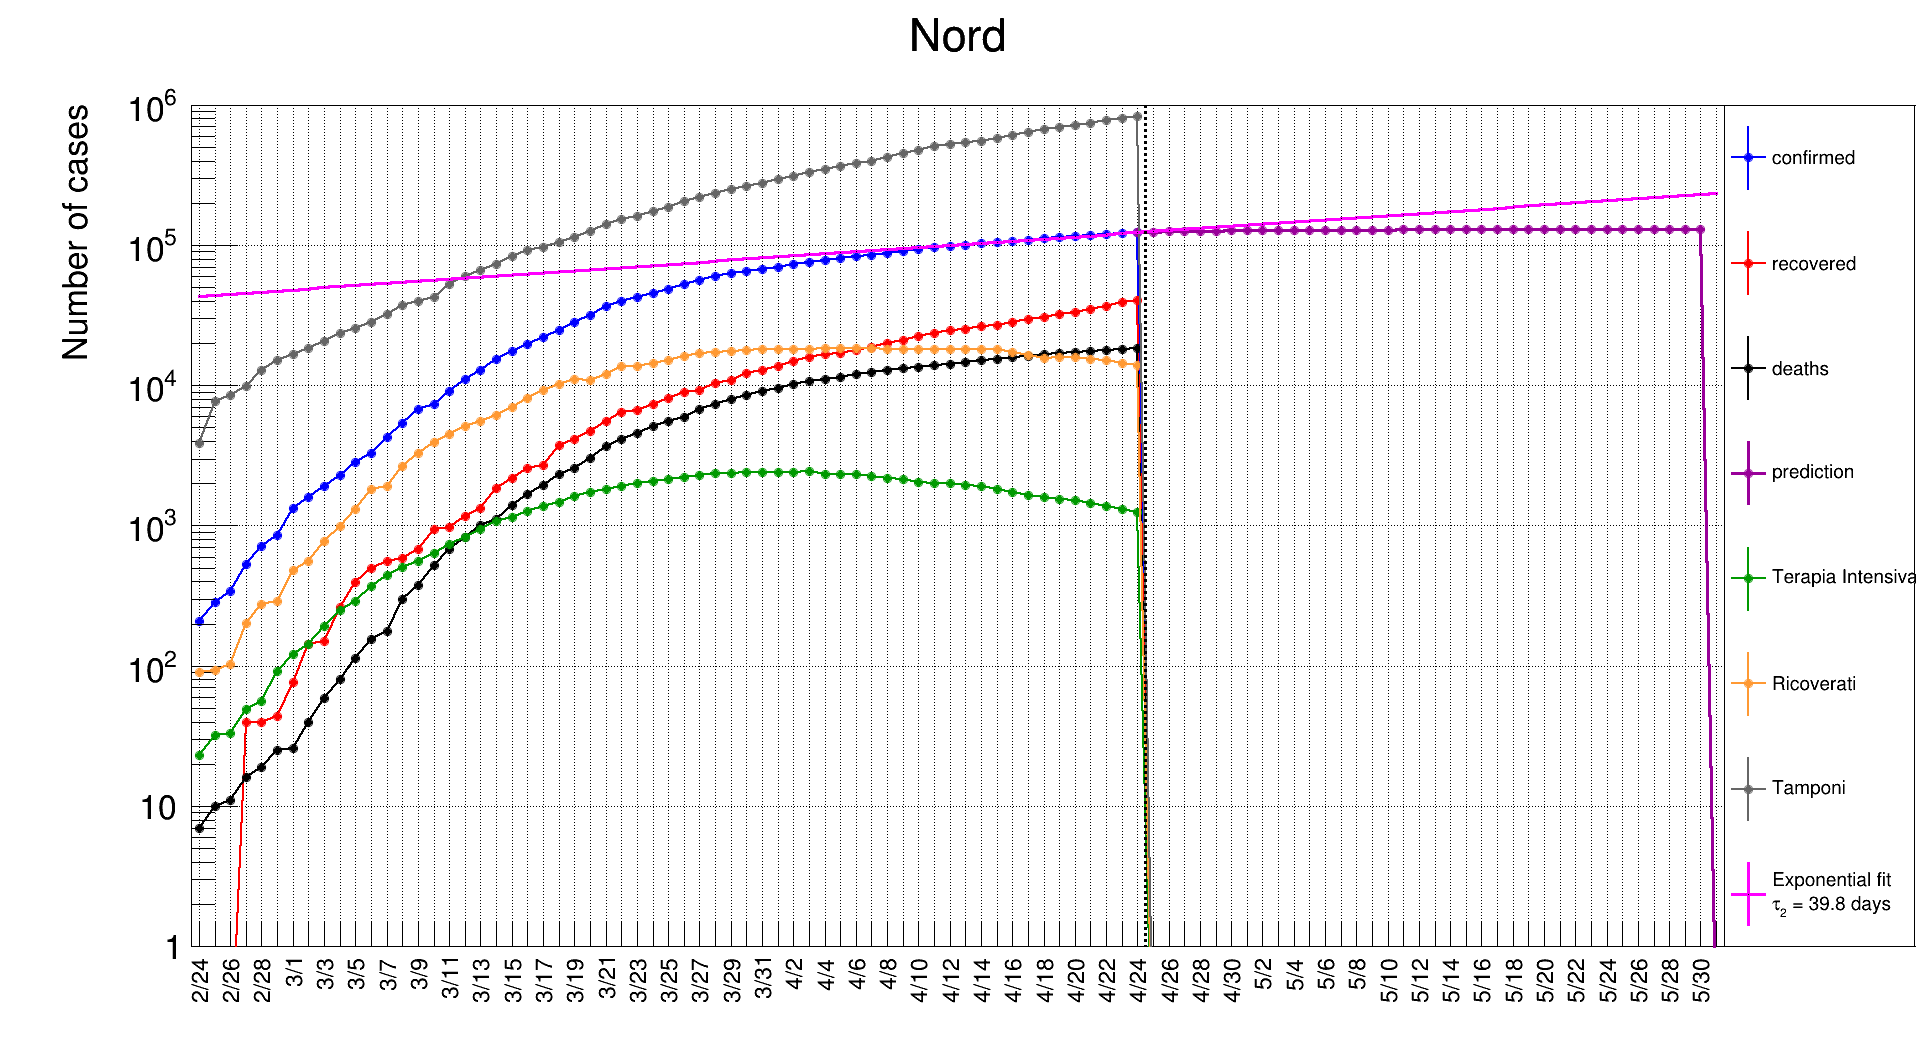 Nord
Number of cases
10^6
10^5
10^4
10^3
10^2
10
1
2/24 2/26 2/28 3/1 3/3 3/5 3/7 3/9 3/11 3/13 3/15 3/17 3/19 3/21 3/23 3/25 3/27 3/29 3/31 4/2 4/4 4/6 4/8 4/10 4/12 4/14 4/16 4/18 4/20 4/22 4/24 4/26 4/28 4/30 5/2 5/4 5/6 5/8 5/10 5/12 5/14 5/16 5/18 5/20 5/22 5/24 5/26 5/28 5/30
confirmed
recovered
deaths
prediction
Terapia Intensiva
Ricoverati
Tamponi
Exponential fit
τ₂ = 39.8 days